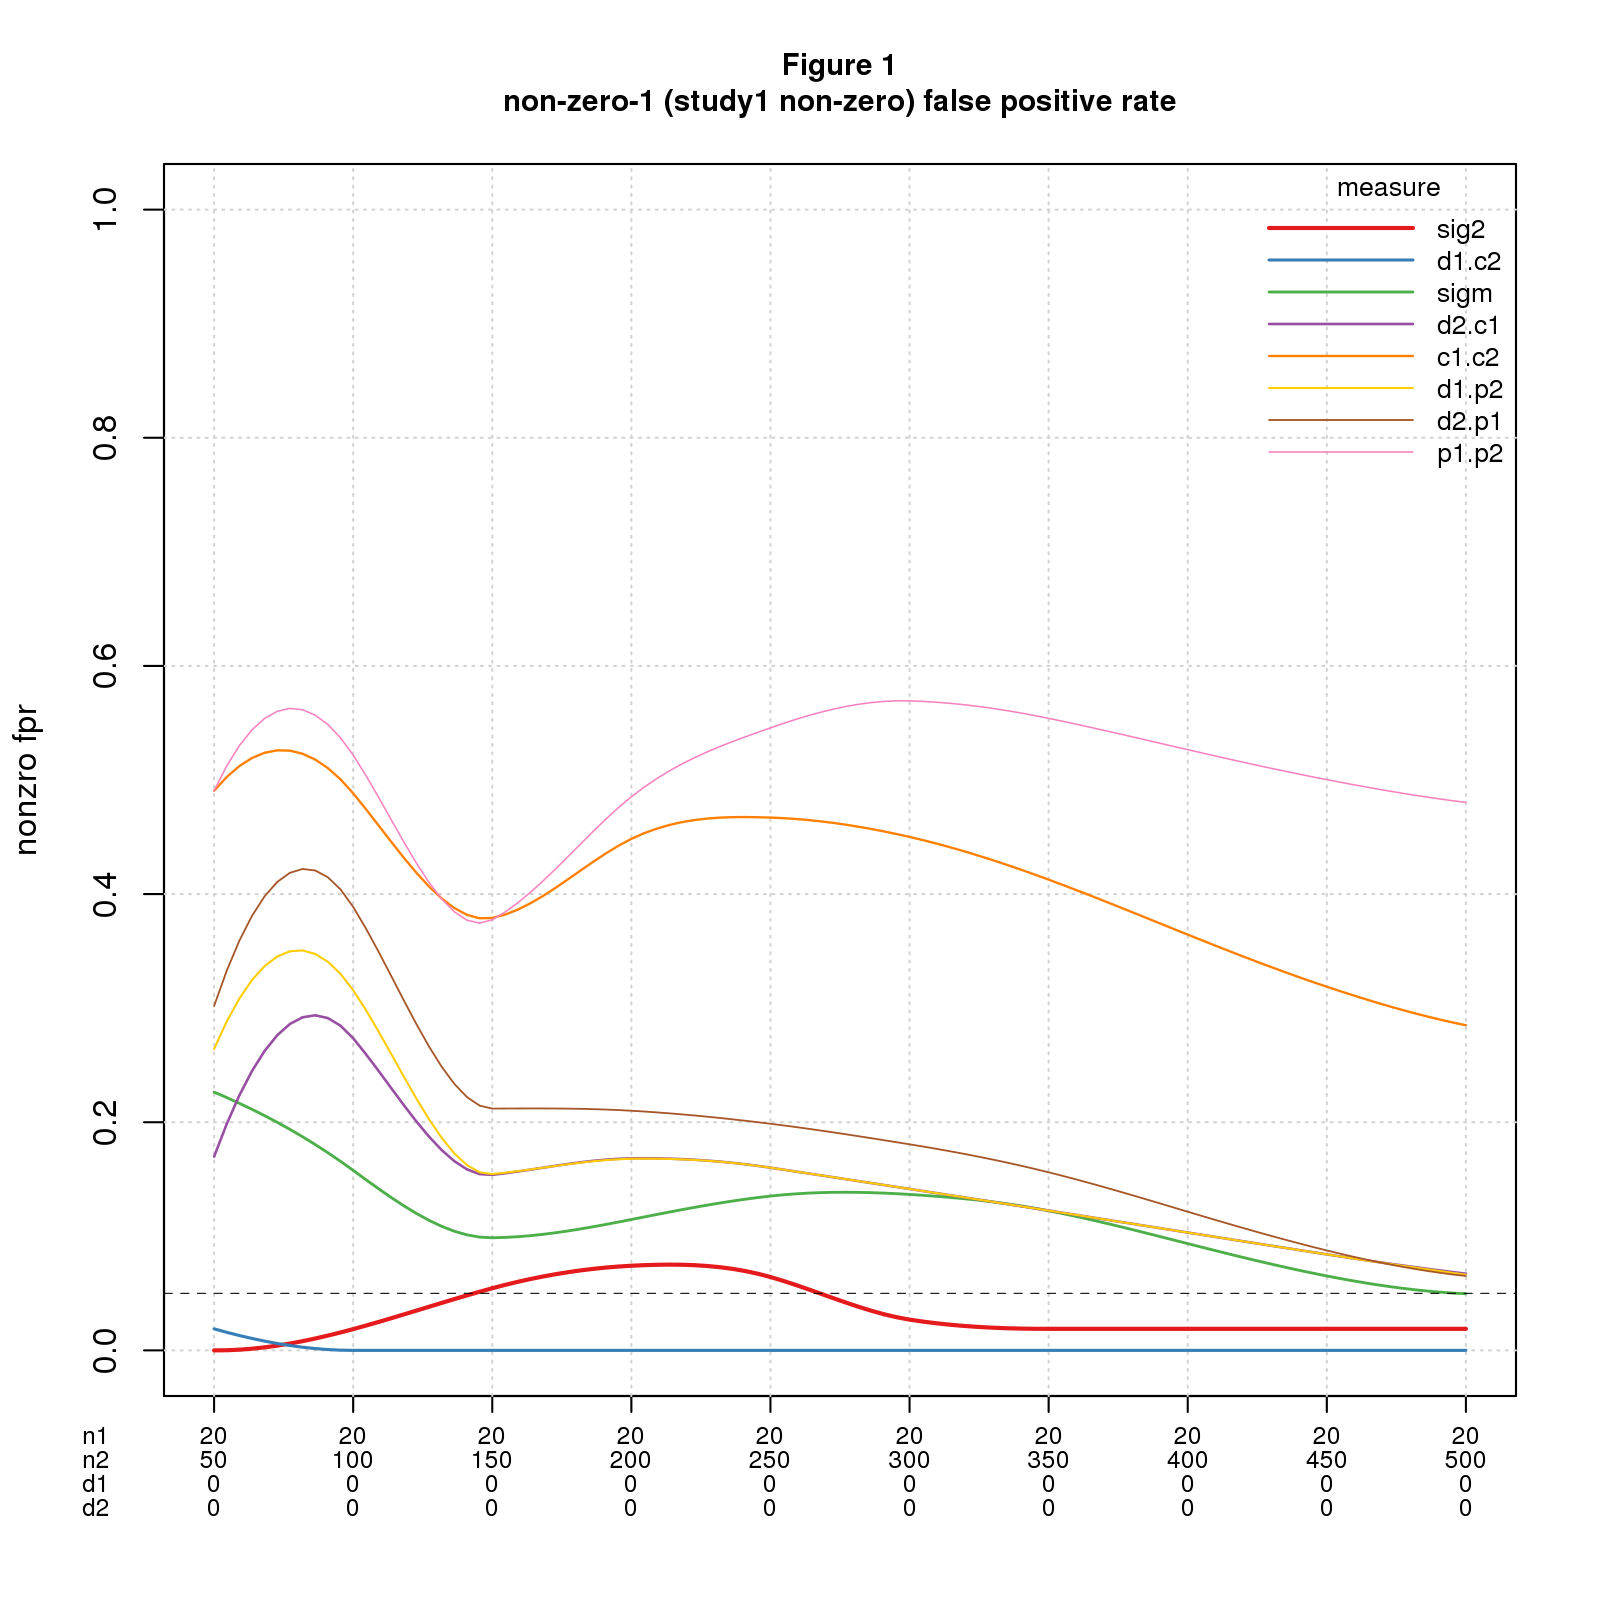 Figure 1
non-zero-1 (study1 non-zero) false positive rate
measure
sig2
d1.c2
sigm
d2.c1
c1.c2
d1.p2
d2.p1
p1.p2
nonzro fpr
1.0
0.8
0.6
0.4
0.2
0.0
n1 20 20 20 20 20 20 20 20 20 20
n2 50 100 150 200 250 300 350 400 450 500
d1 0 0 0 0 0 0 0 0 0 0
d2 0 0 0 0 0 0 0 0 0 0